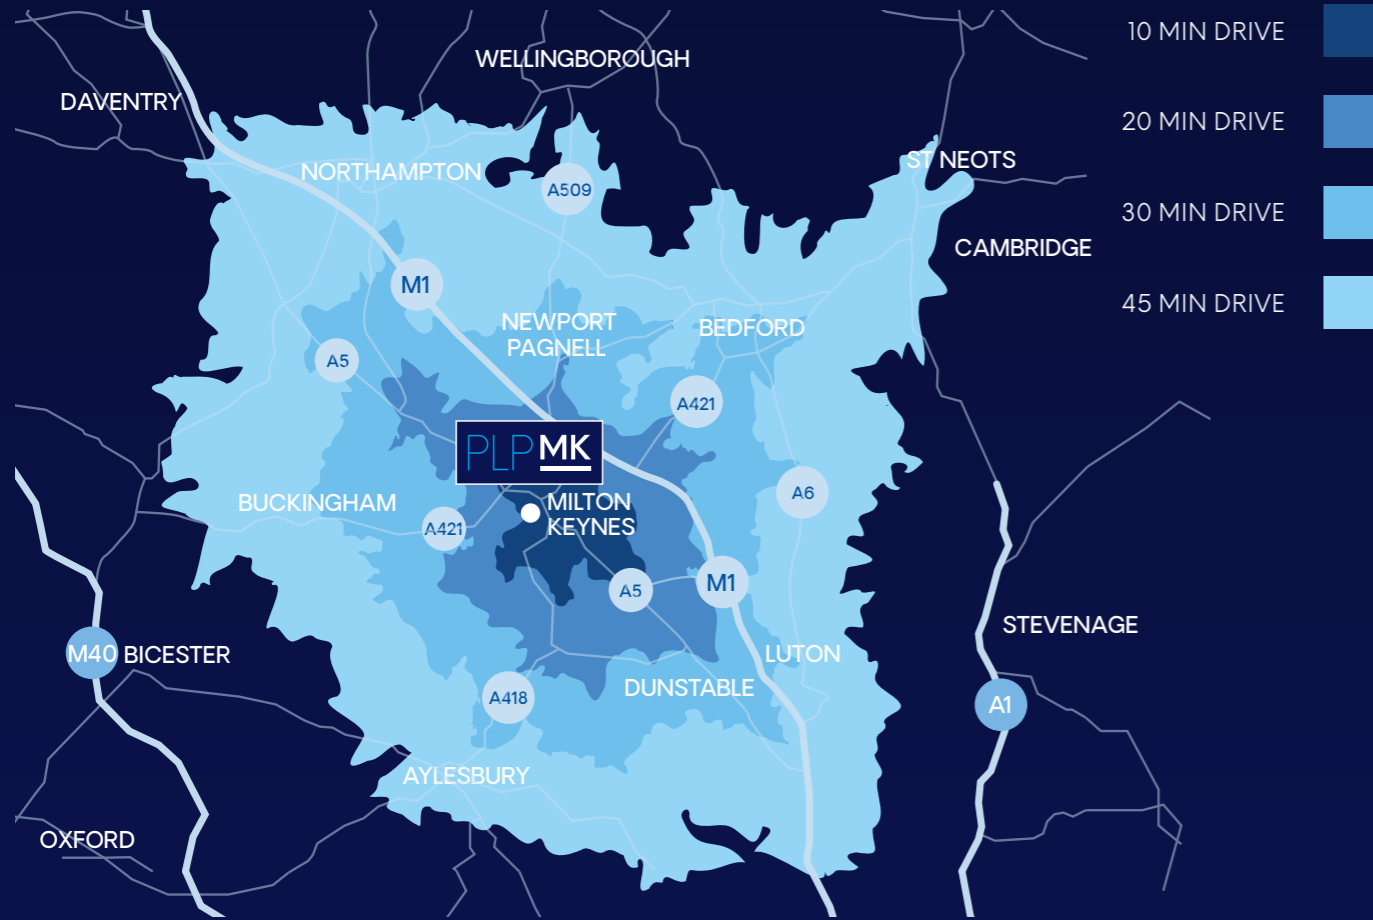 10 MIN DRIVE
WELLINGBOROUGH
DAVENTRY
20 MIN DRIVE
ST NEOTS
NORTHAMPTON
A509
30 MIN DRIVE
CAMBRIDGE
M1
45 MIN DRIVE
NEWPORT
PAGNELL
BEDFORD
A5
A421
PLPMK
A6
BUCKINGHAM
MILTON
KEYNES
A421
M1
A5
STEVENAGE
M40
BICESTER
LUTON
DUNSTABLE
A418
A1
AYLESBURY
OXFORD